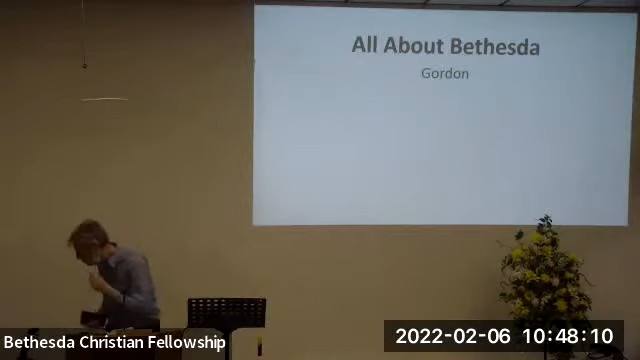 All About Bethesda
Gordon
Bethesda Christian Fellowship
2022-02-06 10:48:10